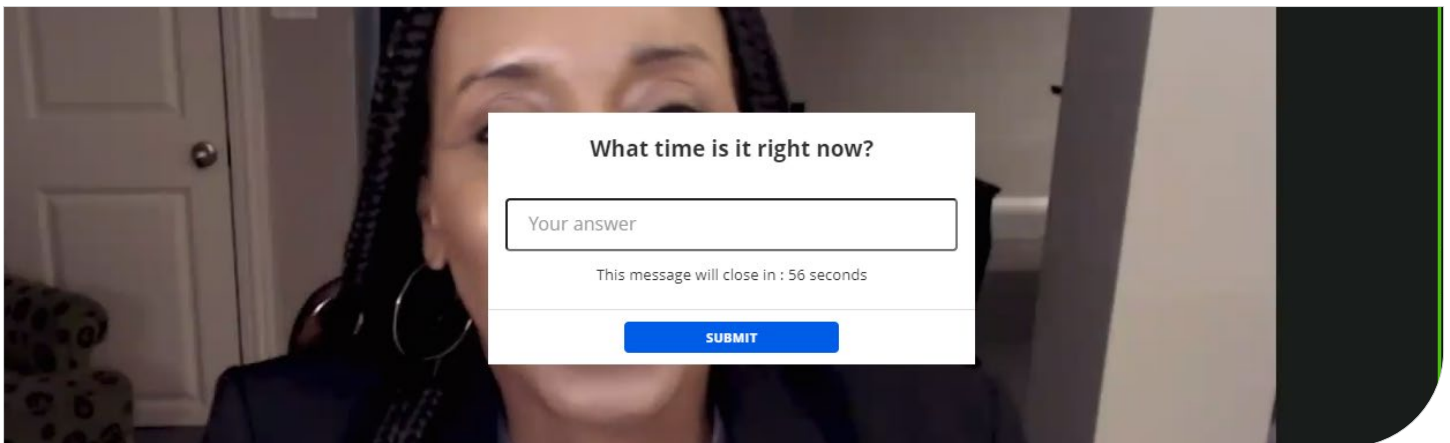 What time is it right now?
Your answer
This message will close in : 56 seconds
SUBMIT